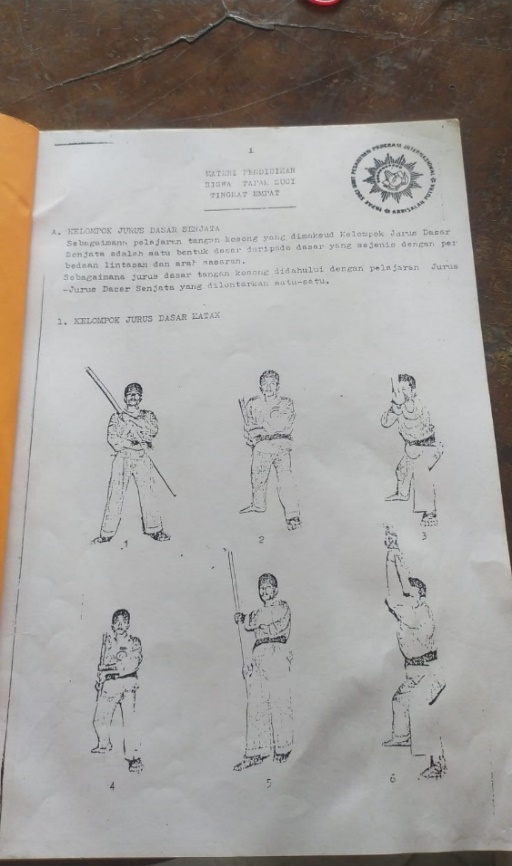 1
MATERI PENDIDIKAN
SISWA TAPAK SUCI
TINGKAT EMPAT
A. KELOMPOK JURUS DASAR SENJATA
Sebagaimana pelajaran tangan kosong yang dimaksud Kelompok Jurus Dasar
Senjata adalah satu bentuk dasar daripada dasar yang sejenis dengan per
bedaan lintasan dan arah sasaran.
Sebagaimana jurus dasar tangan kosong didahului dengan pelajaran Jurus
-Jurus Dasar Senjata yang dilontarkan satu-satu.
1. KELOMPOK JURUS DASAR KATAK
1
2
3
4
5
6